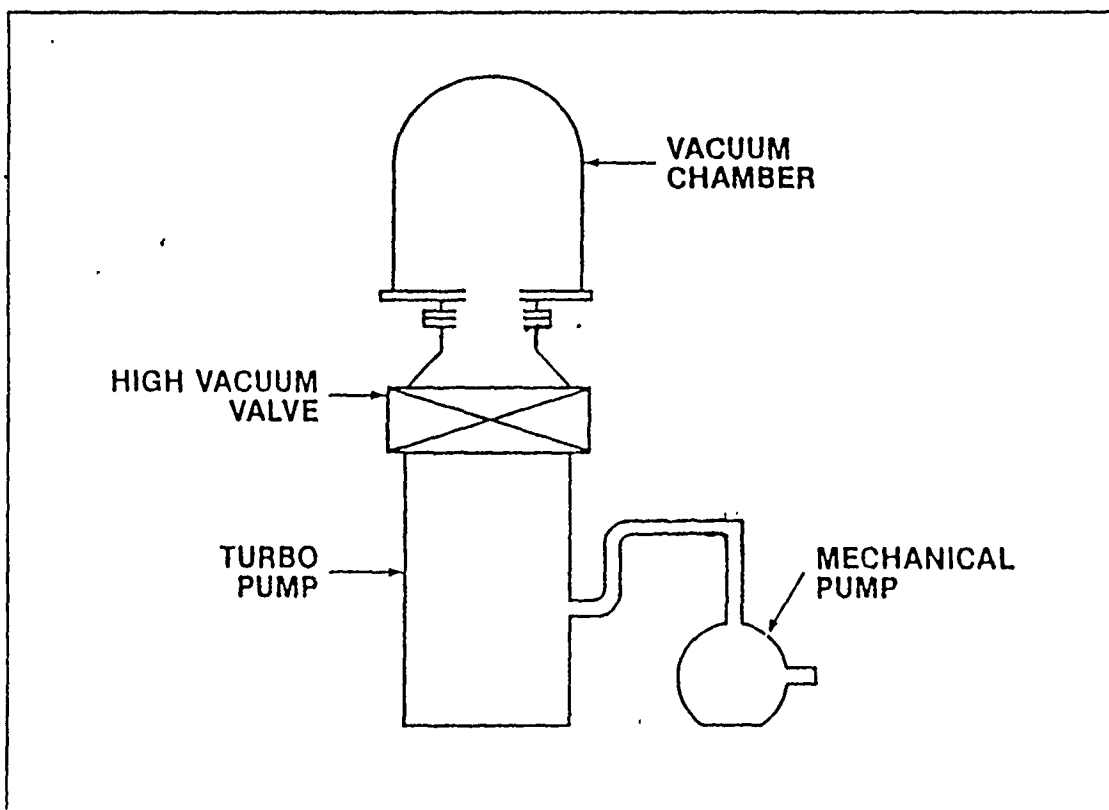 VACUUM
CHAMBER
HIGH VACUUM
VALVE
TURBO
PUMP
MECHANICAL
PUMP